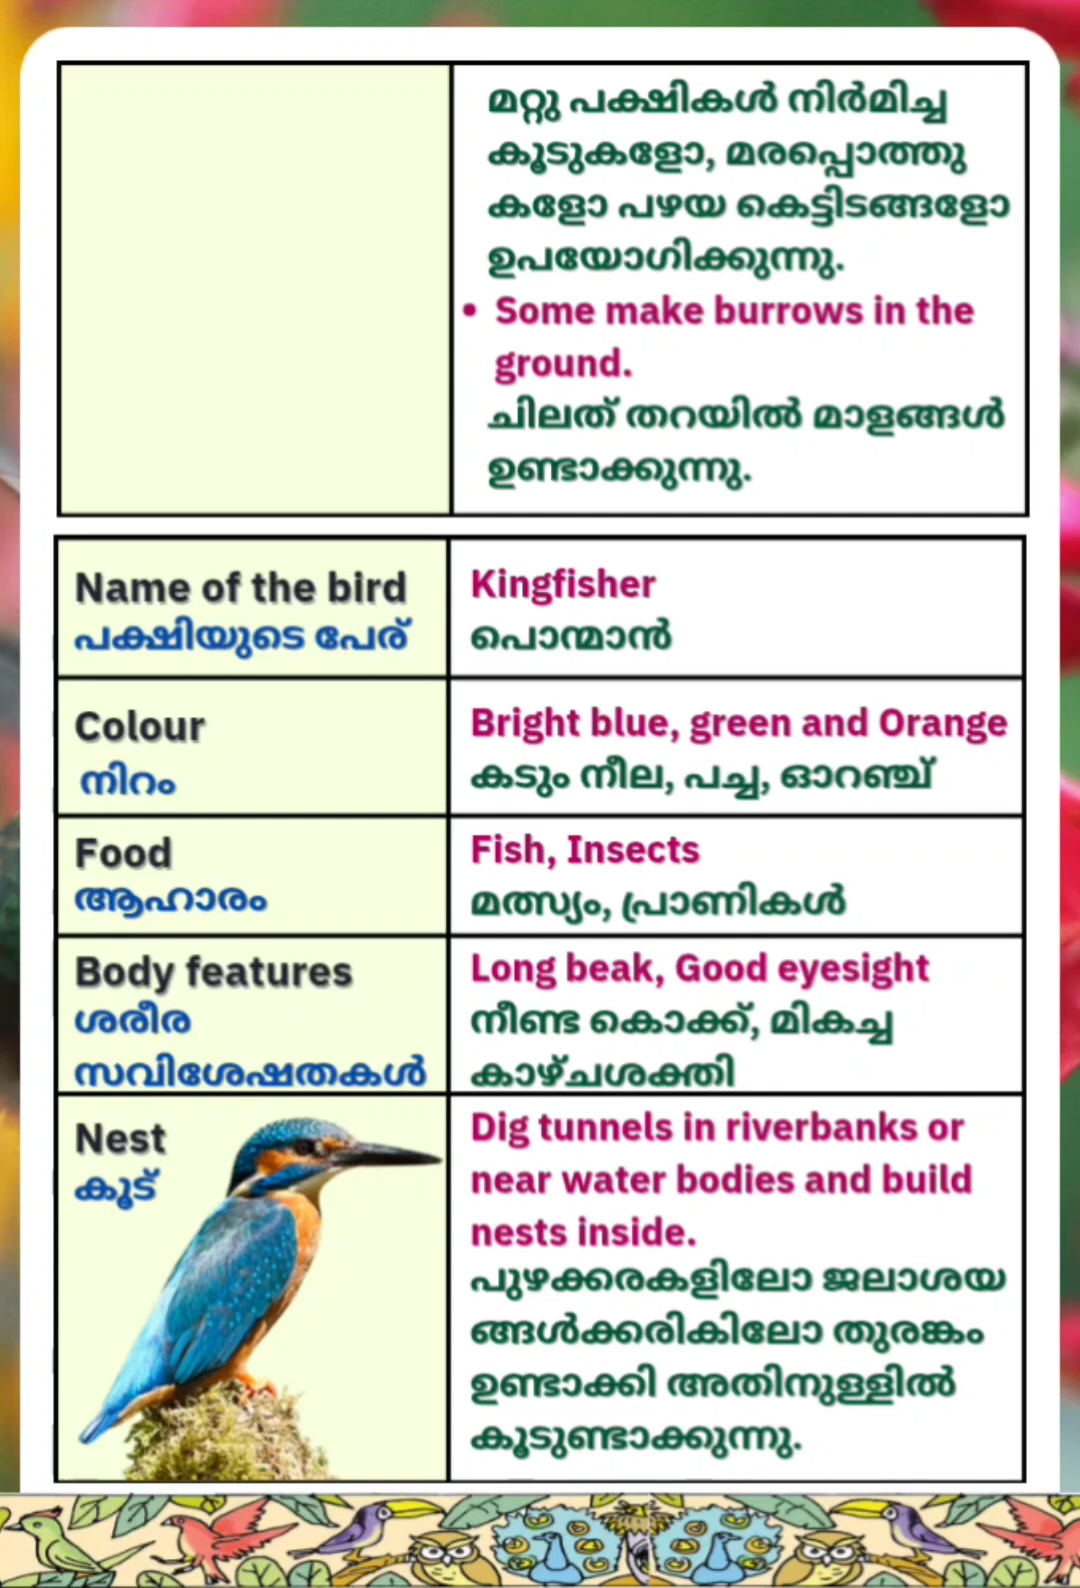 മറ്റു പക്ഷികൾ നിർമിച്ച
കൂടുകളോ, മരപ്പൊത്തു
കളോ പഴയ കെട്ടിടങ്ങളോ
ഉപയോഗിക്കുന്നു.
• Some make burrows in the
ground.
ചിലത് തറയിൽ മാളങ്ങൾ
ഉണ്ടാക്കുന്നു.
Name of the bird
പക്ഷിയുടെ പേര്
Kingfisher
പൊന്മാൻ
Colour
നിറം
Bright blue, green and Orange
കടും നീല, പച്ച, ഓറഞ്ച്
Food
ആഹാരം
Fish, Insects
മത്സ്യം, പ്രാണികൾ
Body features
ശരീര
സവിശേഷതകൾ
Long beak, Good eyesight
നീണ്ട കൊക്ക്, മികച്ച
കാഴ്ചശക്തി
Nest
കൂട്
Dig tunnels in riverbanks or
near water bodies and build
nests inside.
പുഴക്കരകളിലോ ജലാശയ
ങ്ങൾക്കരികിലോ തുരങ്കം
ഉണ്ടാക്കി അതിനുള്ളിൽ
കൂടുണ്ടാക്കുന്നു.